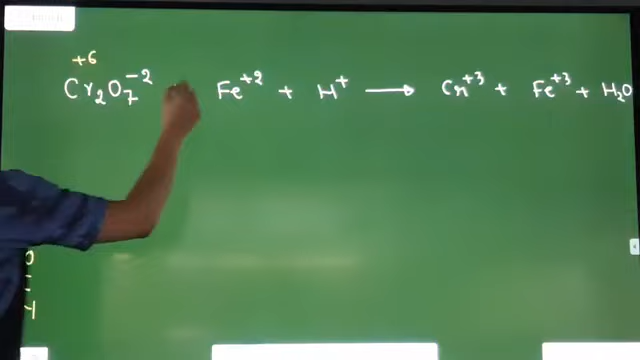 +6
Cr₂O₇⁻² Fe⁺² + H⁺ ⟶ Cr⁺³ + Fe⁺³ + H₂O